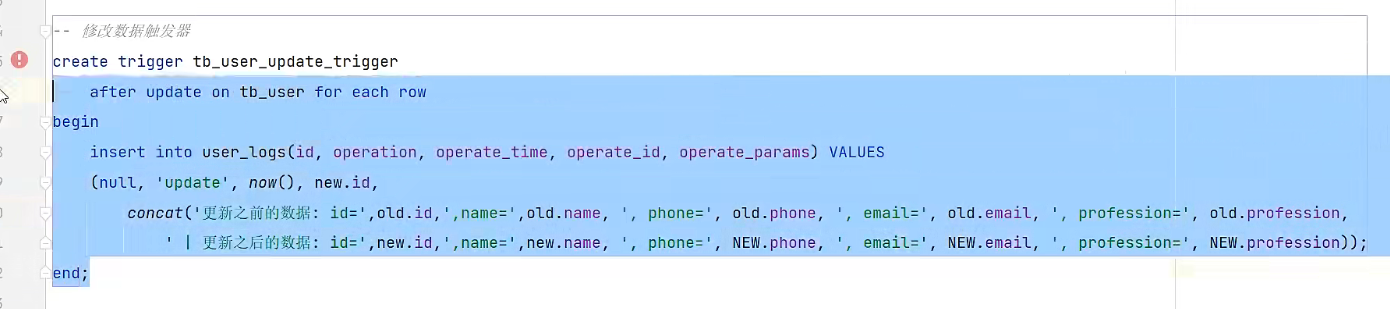 -- 修改数据触发器
create trigger tb_user_update_trigger
after update on tb_user for each row
begin
insert into user_logs(id, operation, operate_time, operate_id, operate_params) VALUES
(null, 'update', now(), new.id,
concat('更新之前的数据: id=',old.id,',name=',old.name, ', phone=', old.phone, ', email=', old.email, ', profession=', old.profession,
' | 更新之后的数据: id=',new.id,',name=',new.name, ', phone=', NEW.phone, ', email=', NEW.email, ', profession=', NEW.profession));
end;